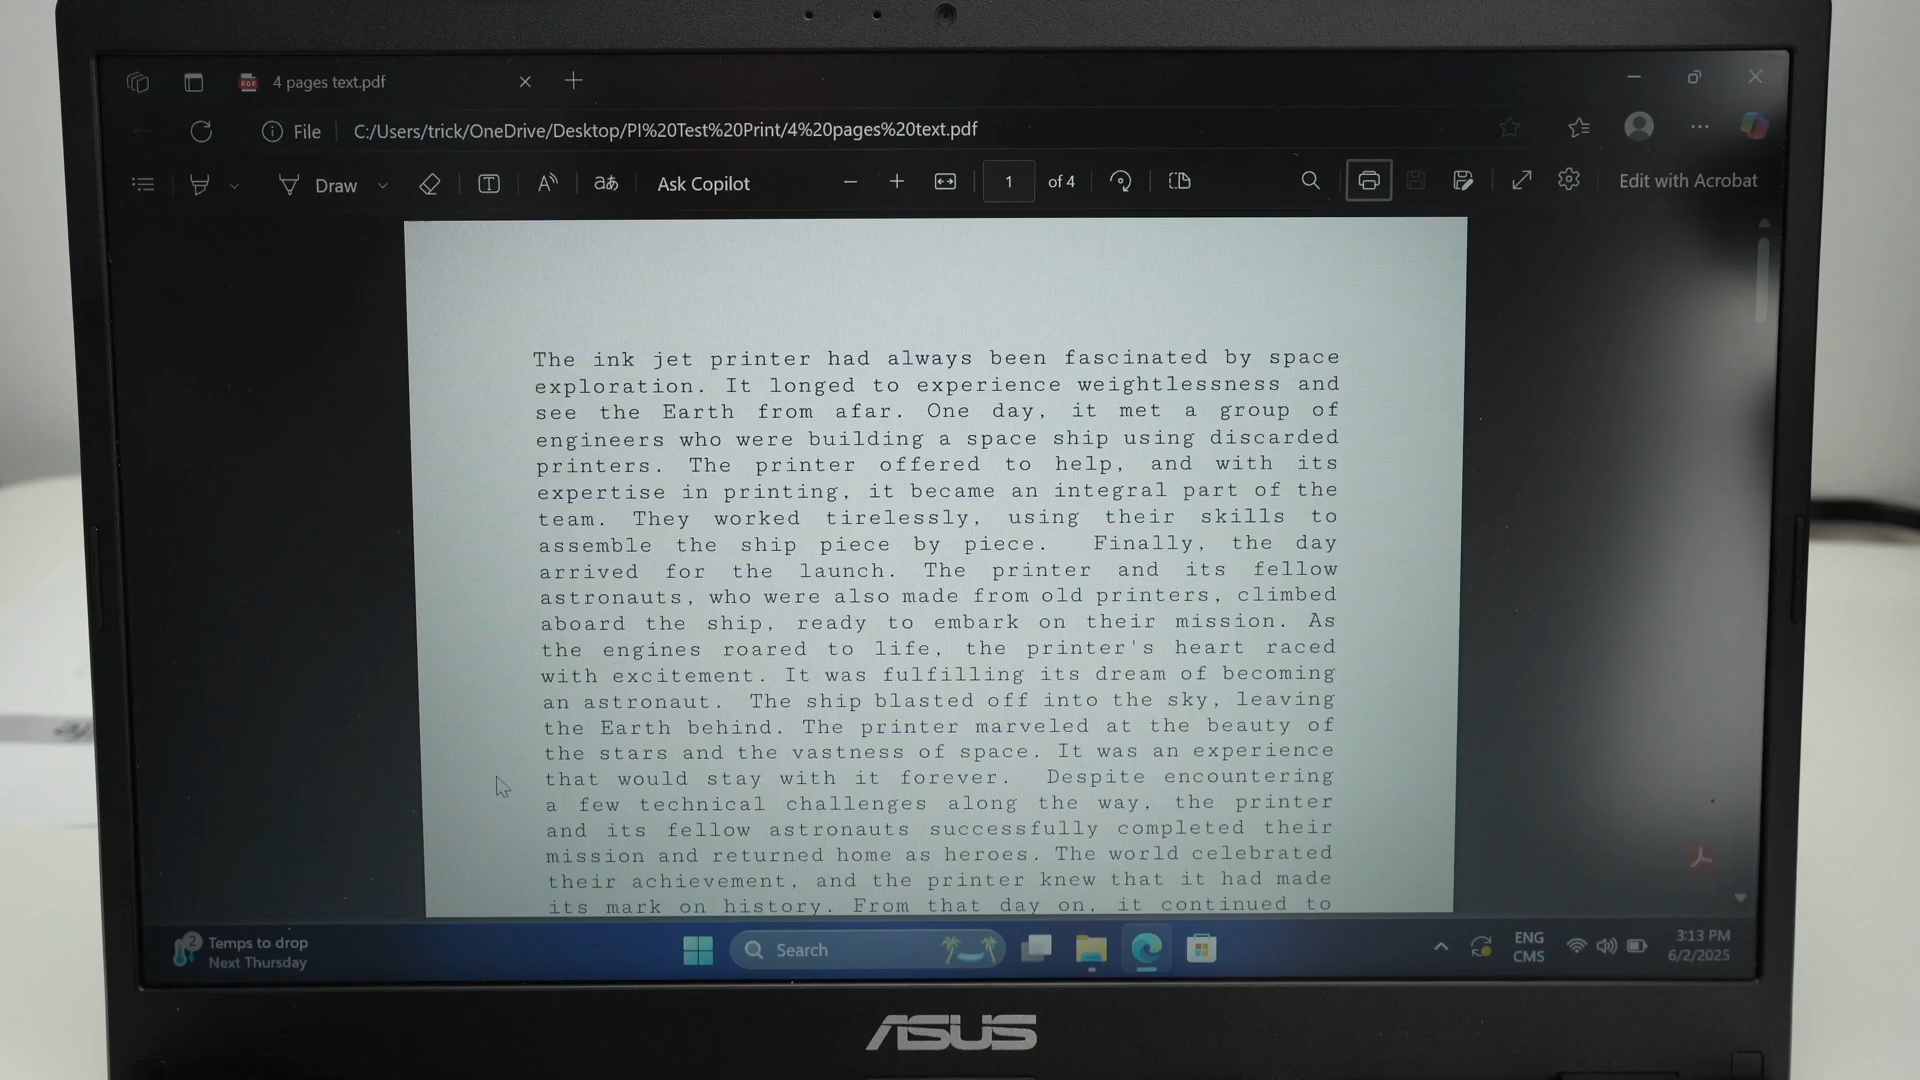 4 pages text.pdf
File C:/Users/trick/OneDrive/Desktop/PI%20Test%20Print/4%20pages%20text.pdf
Draw aあ Ask Copilot 1 of 4 Edit with Acrobat
The ink jet printer had always been fascinated by space
exploration. It longed to experience weightlessness and
see the Earth from afar. One day, it met a group of
engineers who were building a space ship using discarded
printers. The printer offered to help, and with its
expertise in printing, it became an integral part of the
team. They worked tirelessly, using their skills to
assemble the ship piece by piece. Finally, the day
arrived for the launch. The printer and its fellow
astronauts, who were also made from old printers, climbed
aboard the ship, ready to embark on their mission. As
the engines roared to life, the printer's heart raced
with excitement. It was fulfilling its dream of becoming
an astronaut. The ship blasted off into the sky, leaving
the Earth behind. The printer marveled at the beauty of
the stars and the vastness of space. It was an experience
that would stay with it forever. Despite encountering
a few technical challenges along the way, the printer
and its fellow astronauts successfully completed their
mission and returned home as heroes. The world celebrated
their achievement, and the printer knew that it had made
its mark on history. From that day on, it continued to
2 Temps to drop
Next Thursday
Search
ENG
CMS
3:13 PM
6/2/2025
ASUS